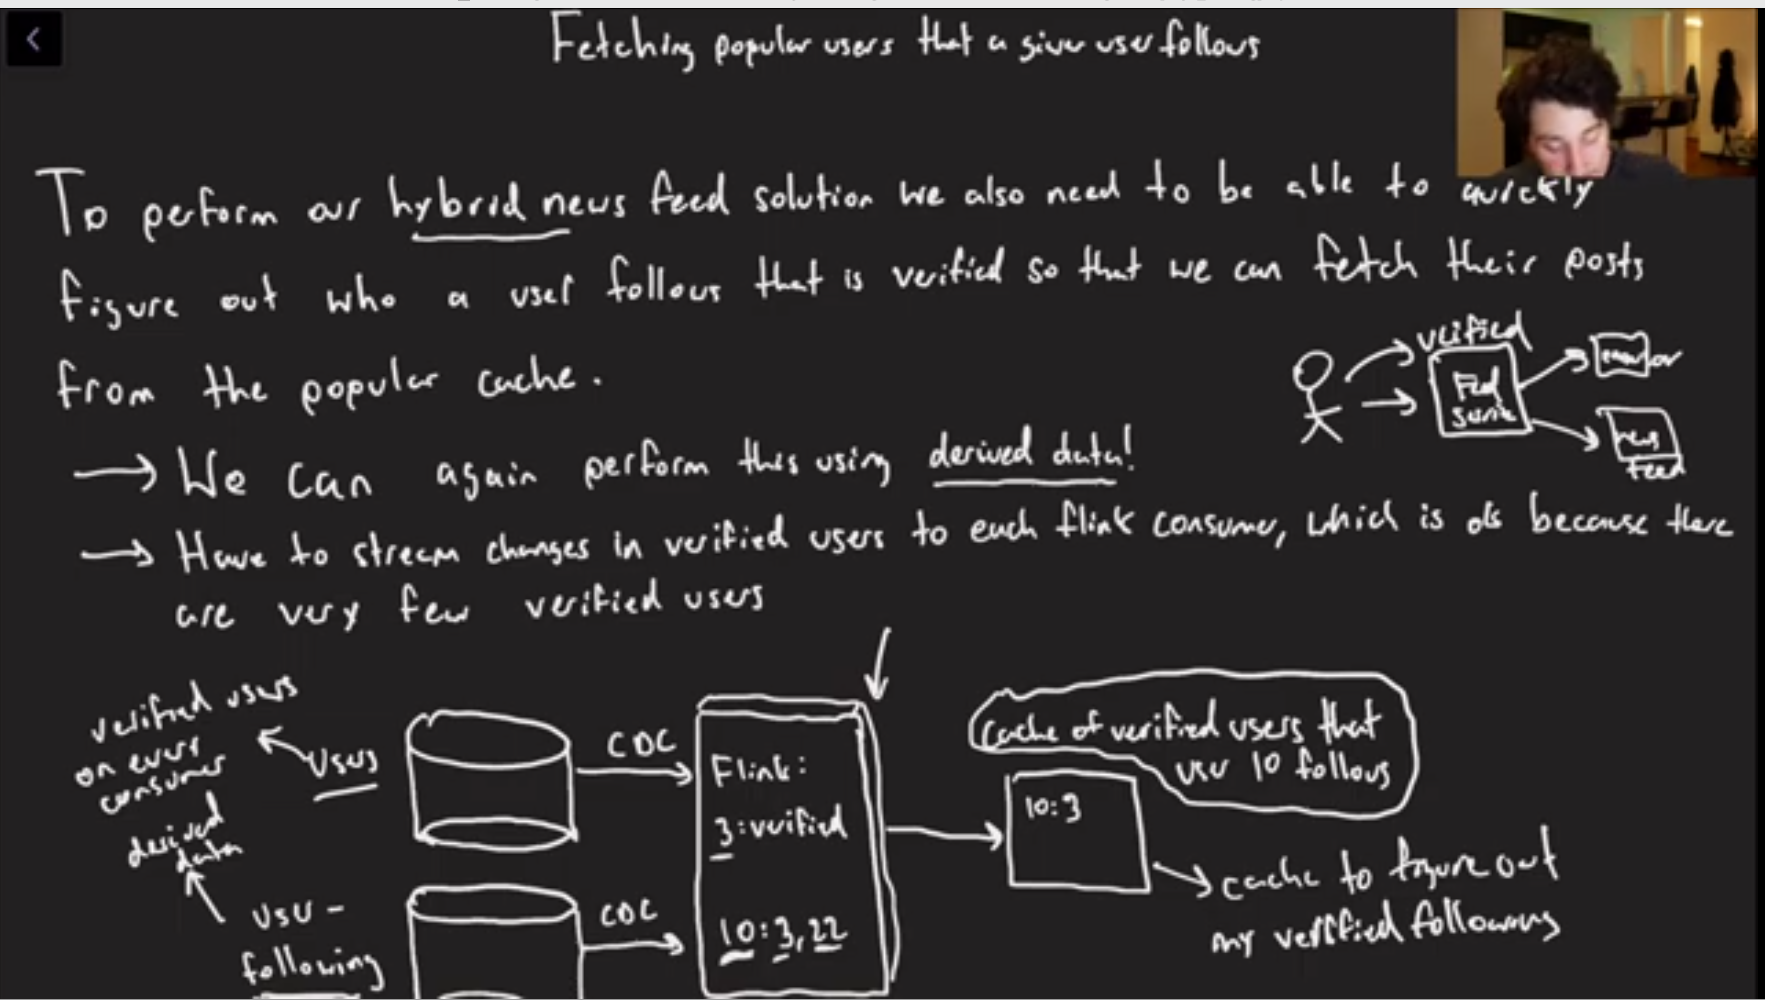 Fetching popular users that a given user follows
To perform our hybrid news feed solution we also need to be able to quickly
figure out who a user follows that is verified so that we can fetch their posts
from the popular cache.
verified
Feed
service
news
feed
→ We can again perform this using derived data!
→ Have to stream changes in verified users to each flink consumer, which is ok because there
are very few verified users
verified users
on every
consumer
Users
CDC
Flink:
3:verified
10:3,22
cache of verified users that
user 10 follows
10:3
cache to figure out
my verified following
derived
data
user -
following
CDC